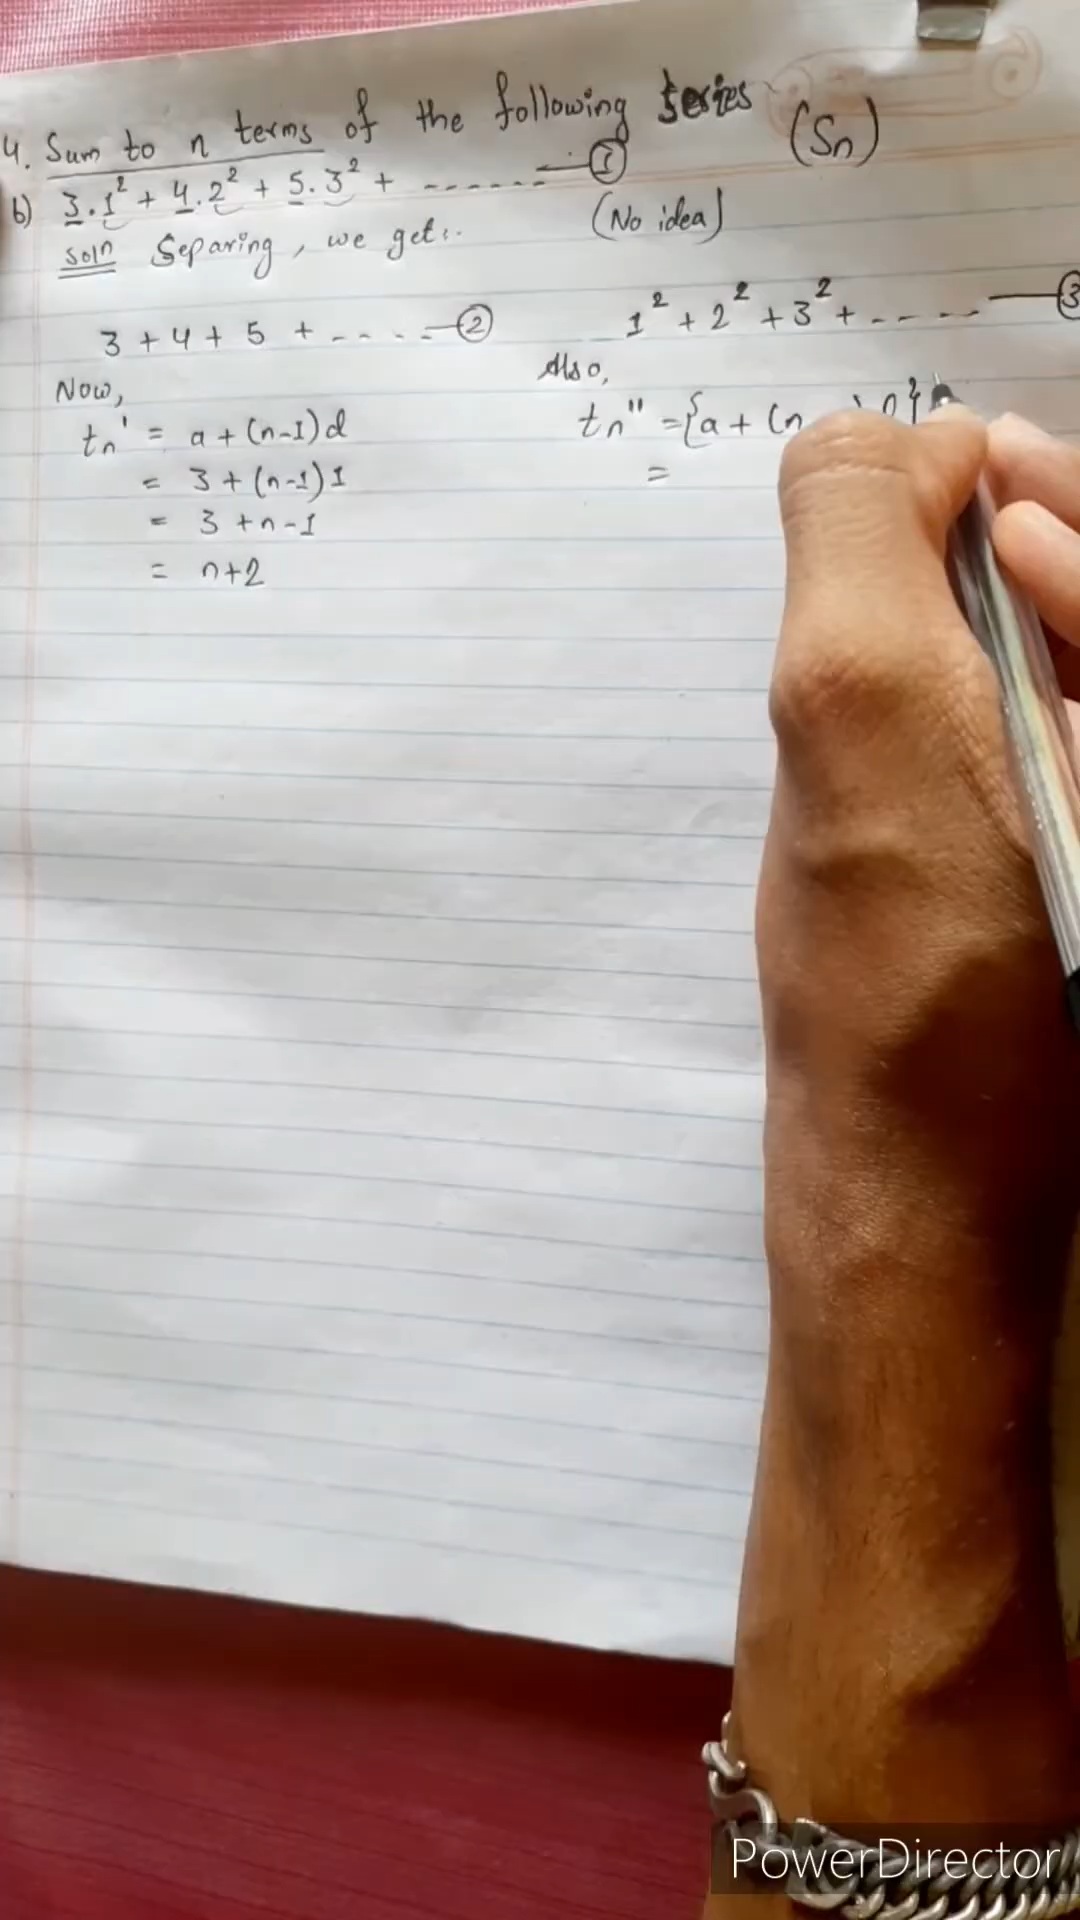 4. Sum to n terms of the following series (Sn)
b) 3.1² + 4.2² + 5.3² + ------- ①
(No idea)
soln Separing, we get:.
3 + 4 + 5 + ----- ②
1² + 2² + 3² + ---- ③
Now,
tn' = a + (n-1)d
= 3 + (n-1)1
= 3 + n-1
= n+2
Also,
tn" = {a + (n
=
PowerDirector